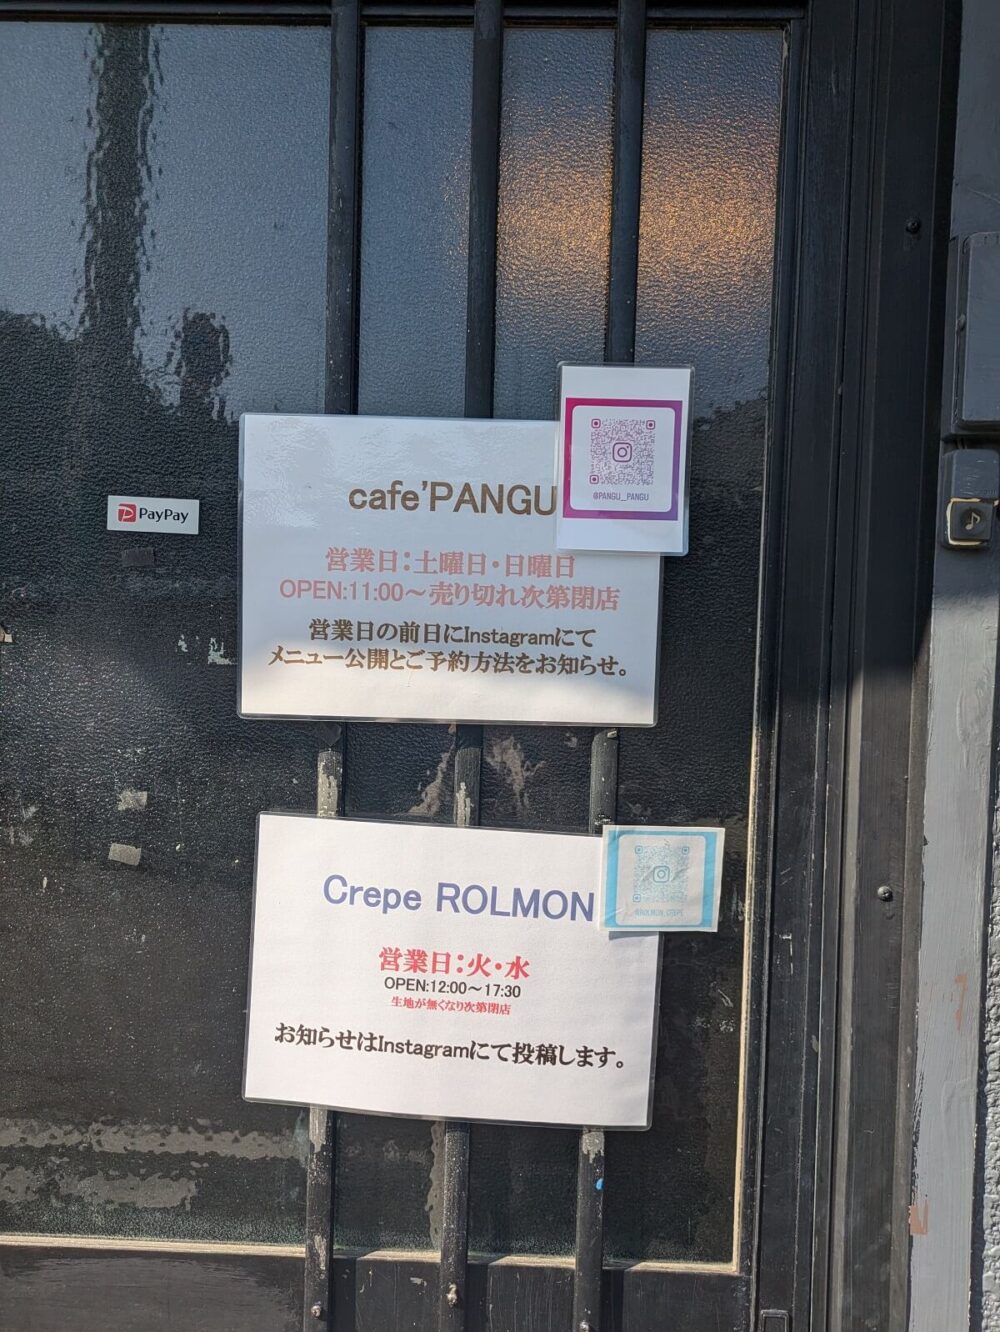 cafe'PANGU
@PANGU_PANGU
PayPay
営業日:土曜日・日曜日
OPEN:11:00～売り切れ次第閉店
営業日の前日にInstagramにて
メニュー公開とご予約方法をお知らせ。
Crepe ROLMON
@ROLMON_CREPE
営業日:火・水
OPEN:12:00～17:30
生地が無くなり次第閉店
お知らせはInstagramにて投稿します。